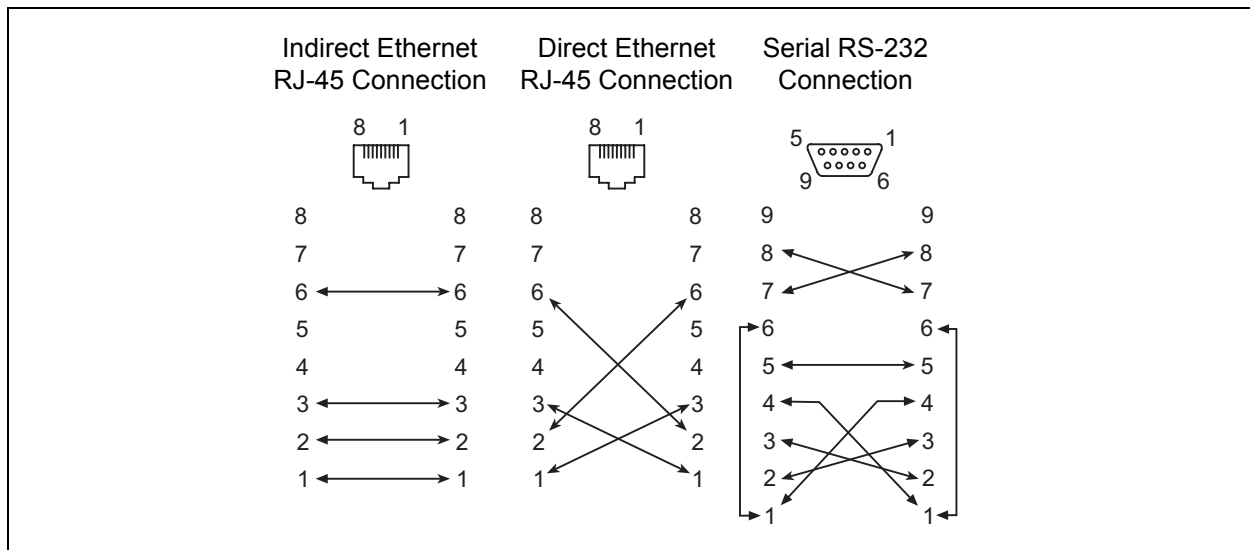 Indirect Ethernet
RJ-45 Connection
Direct Ethernet
RJ-45 Connection
Serial RS-232
Connection
8 1
8 1
5 1
9 6
8 8 8 8 9 9
7 7 7 7 8 8
6 6 6 6 7 7
5 5 5 5 6 6
4 4 4 4 5 5
3 3 3 3 4 4
2 2 2 2 3 3
1 1 1 1 2 2
1 1